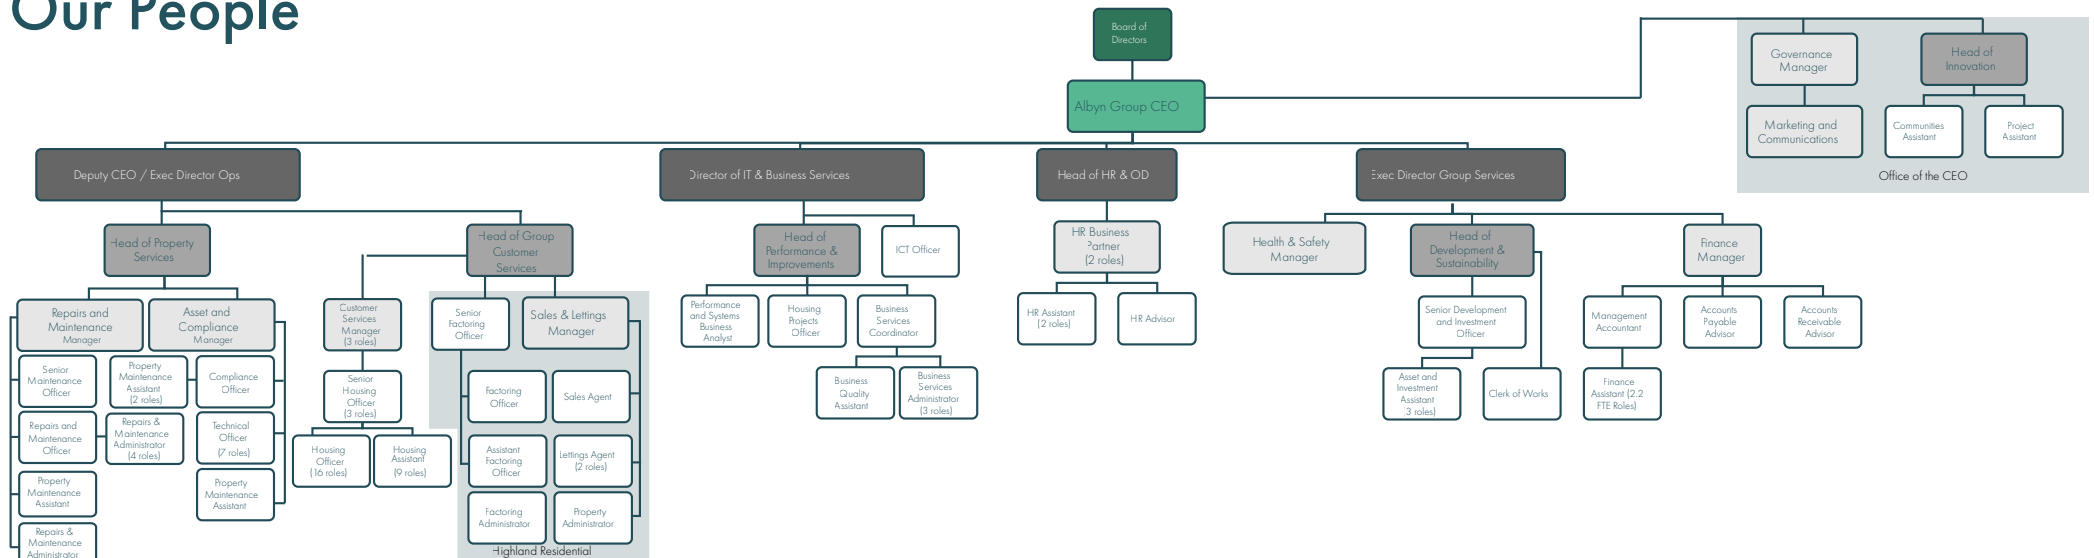 Our People
Board of
Directors
Albyn Group CEO
Governance
Manager
Head of
Innovation
Marketing and
Communications
Communities
Assistant
Project
Assistant
Office of the CEO
Deputy CEO / Exec Director Ops
Director of IT & Business Services
Head of HR & OD
Exec Director Group Services
Head of Property
Services
Head of Group
Customer
Services
Head of
Performance &
Improvements
ICT Officer
HR Business
Partner
(2 roles)
Health & Safety
Manager
Head of
Development &
Sustainability
Finance
Manager
Repairs and
Maintenance
Manager
Asset and
Compliance
Manager
Customer
Services
Manager
(3 roles)
Senior
Factoring
Officer
Sales & Lettings
Manager
Performance
and Systems
Business
Analyst
Housing
Projects
Officer
Business
Services
Coordinator
HR Assistant
(2 roles)
HR Advisor
Senior Development
and Investment
Officer
Management
Accountant
Accounts
Payable
Advisor
Accounts
Receivable
Advisor
Senior
Maintenance
Officer
Property
Maintenance
Assistant
(2 roles)
Compliance
Officer
Senior
Housing
Officer
(3 roles)
Factoring
Officer
Sales Agent
Business
Quality
Assistant
Business
Services
Administrator
(3 roles)
Asset and
Investment
Assistant
(3 roles)
Clerk of Works
Finance
Assistant (2.2
FTE Roles)
Repairs and
Maintenance
Officer
Repairs &
Maintenance
Administrator
(4 roles)
Technical
Officer
(7 roles)
Housing
Officer
(16 roles)
Housing
Assistant
(9 roles)
Assistant
Factoring
Officer
Lettings Agent
(2 roles)
Property
Maintenance
Assistant
Property
Maintenance
Assistant
Factoring
Administrator
Property
Administrator
Repairs &
Maintenance
Administrator
Highland Residential